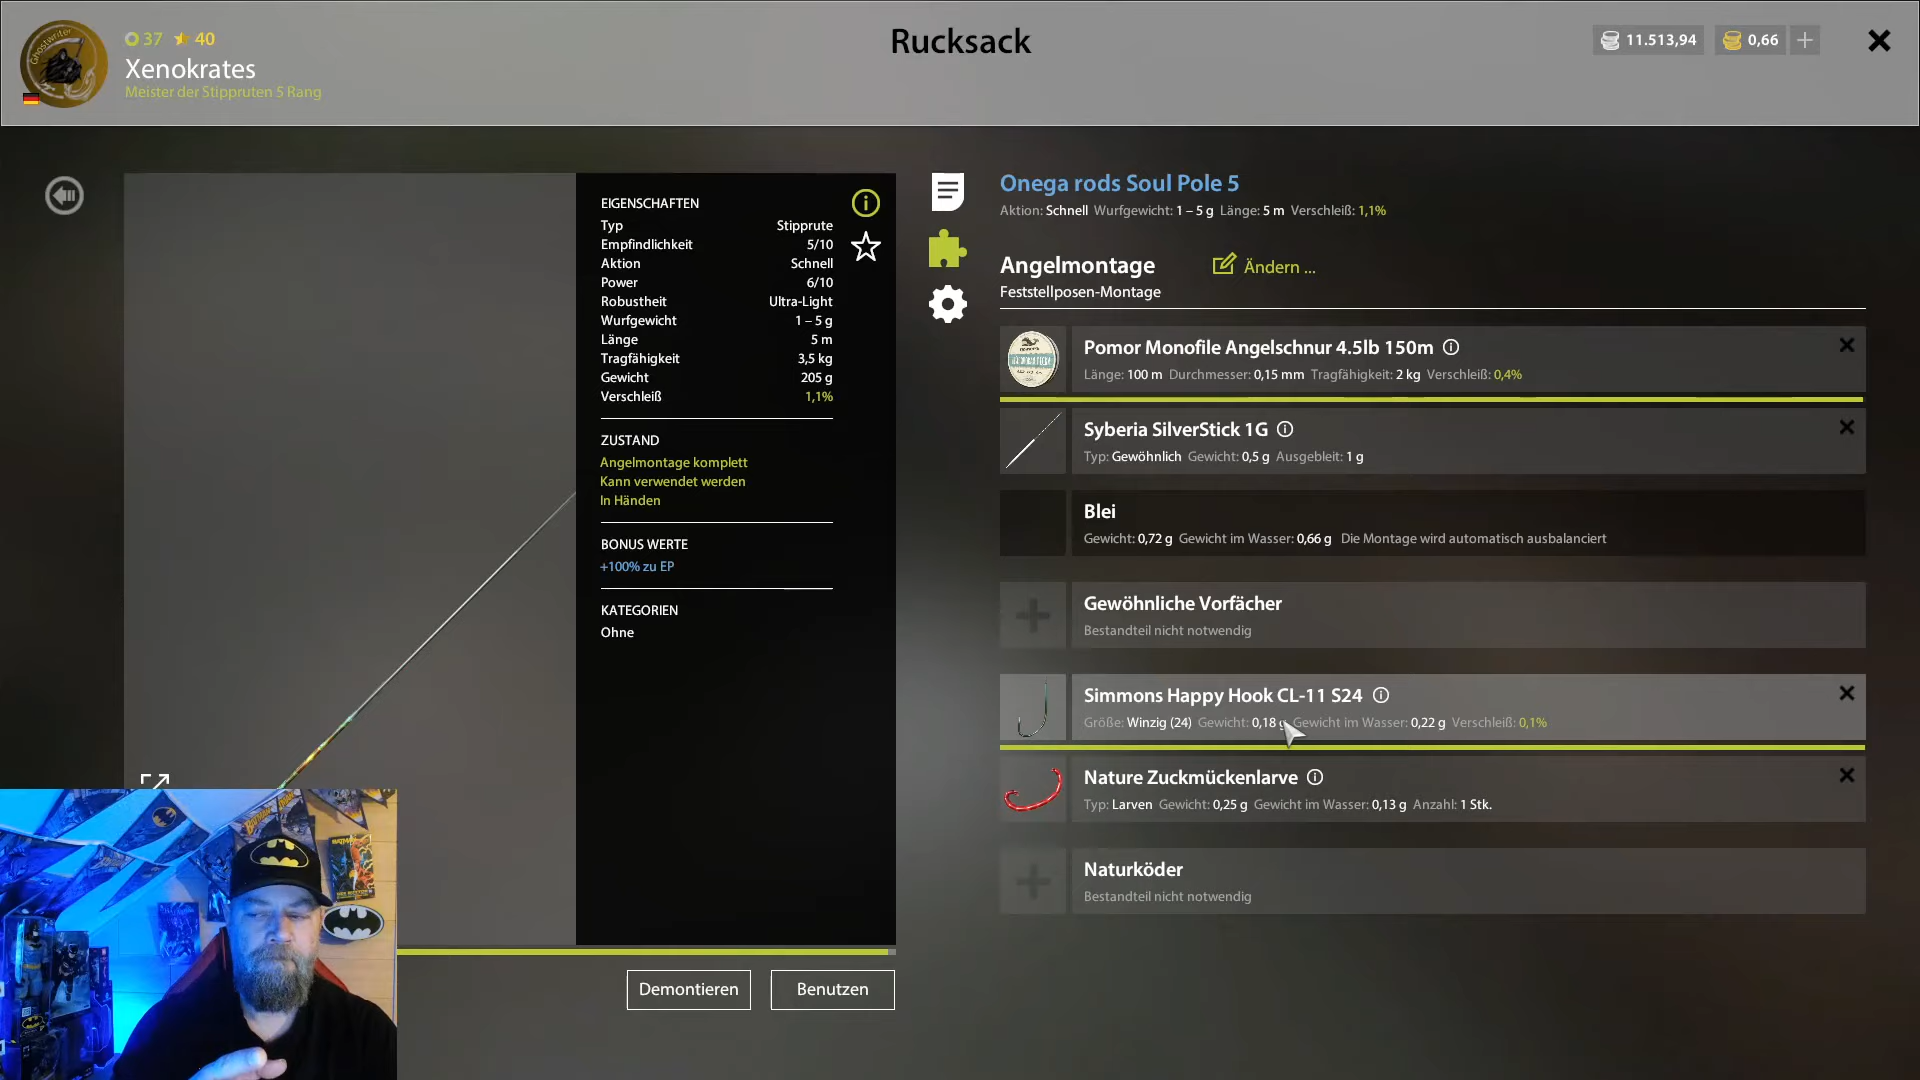 Rucksack
37 40
Xenokrates
Meister der Stippruten 5 Rang
Ghostwriter
11.513,94
0,66
EIGENSCHAFTEN
Typ Stipprute
Empfindlichkeit 5/10
Aktion Schnell
Power 6/10
Robustheit Ultra-Light
Wurfgewicht 1 – 5 g
Länge 5 m
Tragfähigkeit 3,5 kg
Gewicht 205 g
Verschleiß 1,1%
ZUSTAND
Angelmontage komplett
Kann verwendet werden
In Händen
BONUS WERTE
+100% zu EP
KATEGORIEN
Ohne
Demontieren
Benutzen
Onega rods Soul Pole 5
Aktion: Schnell Wurfgewicht: 1 – 5 g Länge: 5 m Verschleiß: 1,1%
Angelmontage
Ändern ...
Feststellposen-Montage
Pomor Monofile Angelschnur 4.5lb 150m
Länge: 100 m Durchmesser: 0,15 mm Tragfähigkeit: 2 kg Verschleiß: 0,4%
Syberia SilverStick 1G
Typ: Gewöhnlich Gewicht: 0,5 g Ausgebleit: 1 g
Blei
Gewicht: 0,72 g Gewicht im Wasser: 0,66 g Die Montage wird automatisch ausbalanciert
Gewöhnliche Vorfächer
Bestandteil nicht notwendig
Simmons Happy Hook CL-11 S24
Größe: Winzig (24) Gewicht: 0,18 g Gewicht im Wasser: 0,22 g Verschleiß: 0,1%
Nature Zuckmückenlarve
Typ: Larven Gewicht: 0,25 g Gewicht im Wasser: 0,13 g Anzahl: 1 Stk.
Naturköder
Bestandteil nicht notwendig